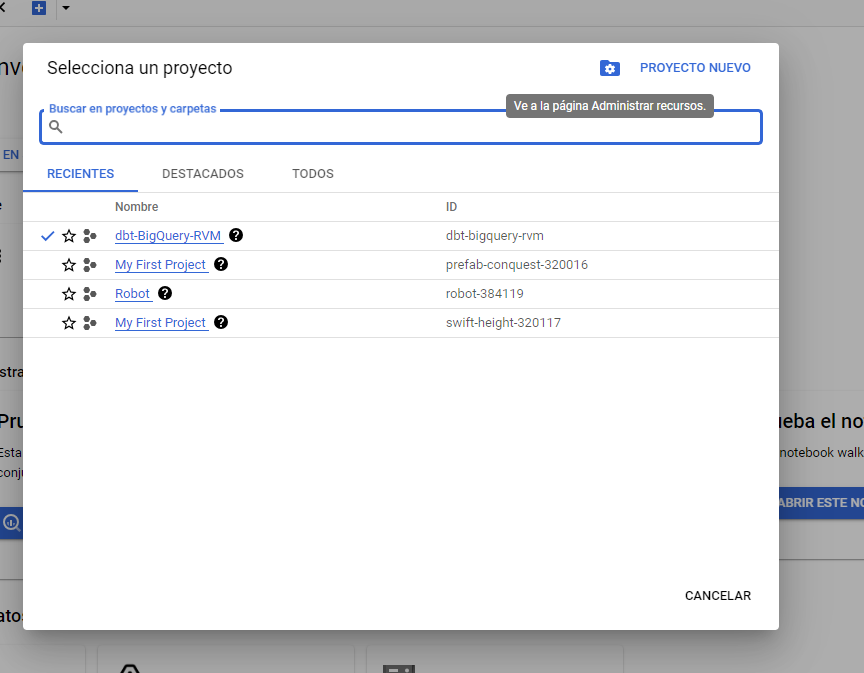 Selecciona un proyecto
PROYECTO NUEVO
Ve a la página Administrar recursos.
Buscar en proyectos y carpetas
EN
RECIENTES DESTACADOS TODOS
Nombre ID
dbt-BigQuery-RVM dbt-bigquery-rvm
My First Project prefab-conquest-320016
Robot robot-384119
My First Project swift-height-320117
stra
Pru
ueba el no
Esta
notebook walk
conju
ABRIR ESTE NO
CANCELAR
atos